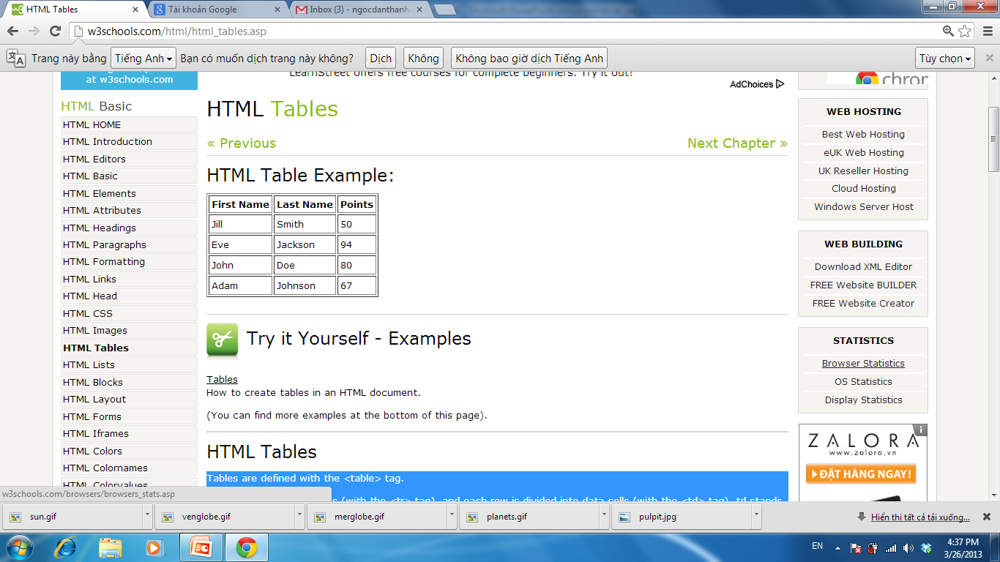 HTML Tables
Tài khoản Google
Inbox (3) - ngocdanthanh
w3schools.com/html/html_tables.asp
Trang này bằng Tiếng Anh Bạn có muốn dịch trang này không? Dịch Không Không bao giờ dịch Tiếng Anh Tùy chọn
at w3schools.com
LearnStreet offers free courses for complete beginners. Try it out!
AdChoices
chrom
HTML Basic
HTML HOME
HTML Introduction
HTML Editors
HTML Basic
HTML Elements
HTML Attributes
HTML Headings
HTML Paragraphs
HTML Formatting
HTML Links
HTML Head
HTML CSS
HTML Images
HTML Tables
HTML Lists
HTML Blocks
HTML Layout
HTML Forms
HTML Iframes
HTML Colors
HTML Colornames
HTML Colorvalues
HTML Tables
« Previous Next Chapter »
HTML Table Example:
First Name Last Name Points
Jill Smith 50
Eve Jackson 94
John Doe 80
Adam Johnson 67
Try it Yourself - Examples
Tables
How to create tables in an HTML document.
(You can find more examples at the bottom of this page).
HTML Tables
Tables are defined with the <table> tag.
(with the <tr> tag), and each row is divided into data cells (with the <td> tag). td stands
WEB HOSTING
Best Web Hosting
eUK Web Hosting
UK Reseller Hosting
Cloud Hosting
Windows Server Host
WEB BUILDING
Download XML Editor
FREE Website BUILDER
FREE Website Creator
STATISTICS
Browser Statistics
OS Statistics
Display Statistics
ZALORA
www.zalora.vn
ĐẶT HÀNG NGAY!
w3schools.com/browsers/browsers_stats.asp
sun.gif
venglobe.gif
merglobe.gif
planets.gif
pulpit.jpg
Hiển thị tất cả tải xuống...
EN
4:37 PM
3/26/2013